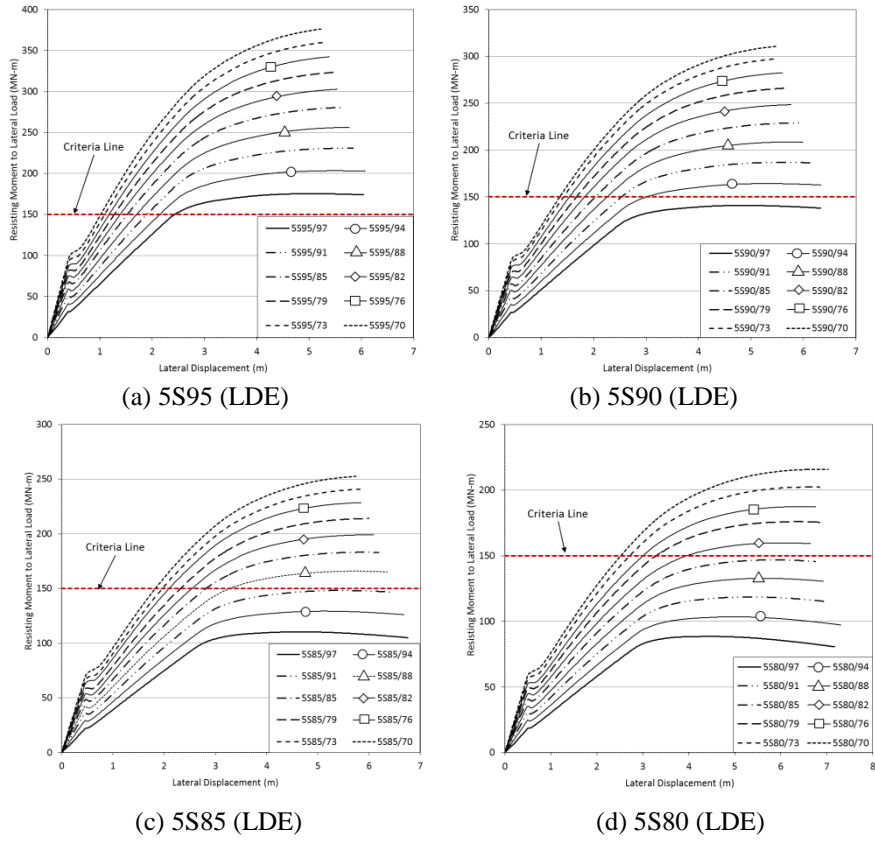 400
350
300
250
200
150
100
50
0
Resisting Moment to Lateral Load (MN-m)
Criteria Line
5S95/97 5S95/94
5S95/91 5S95/88
5S95/85 5S95/82
5S95/79 5S95/76
5S95/73 5S95/70
0 1 2 3 4 5 6 7
Lateral Displacement (m)
(a) 5S95 (LDE)
350
300
250
200
150
100
50
0
Resisting Moment to Lateral Load (MN-m)
Criteria Line
5S90/97 5S90/94
5S90/91 5S90/88
5S90/85 5S90/82
5S90/79 5S90/76
5S90/73 5S90/70
0 1 2 3 4 5 6 7
Lateral Displacement (m)
(b) 5S90 (LDE)
300
250
200
150
100
50
0
Resisting Moment to Lateral Load (MN-m)
Criteria Line
5S85/97 5S85/94
5S85/91 5S85/88
5S85/85 5S85/82
5S85/79 5S85/76
5S85/73 5S85/70
0 1 2 3 4 5 6 7
Lateral Displacement (m)
(c) 5S85 (LDE)
250
200
150
100
50
0
Resisting Moment to Lateral Load (MN-m)
Criteria Line
5S80/97 5S80/94
5S80/91 5S80/88
5S80/85 5S80/82
5S80/79 5S80/76
5S80/73 5S80/70
0 1 2 3 4 5 6 7 8
Lateral Displacement (m)
(d) 5S80 (LDE)